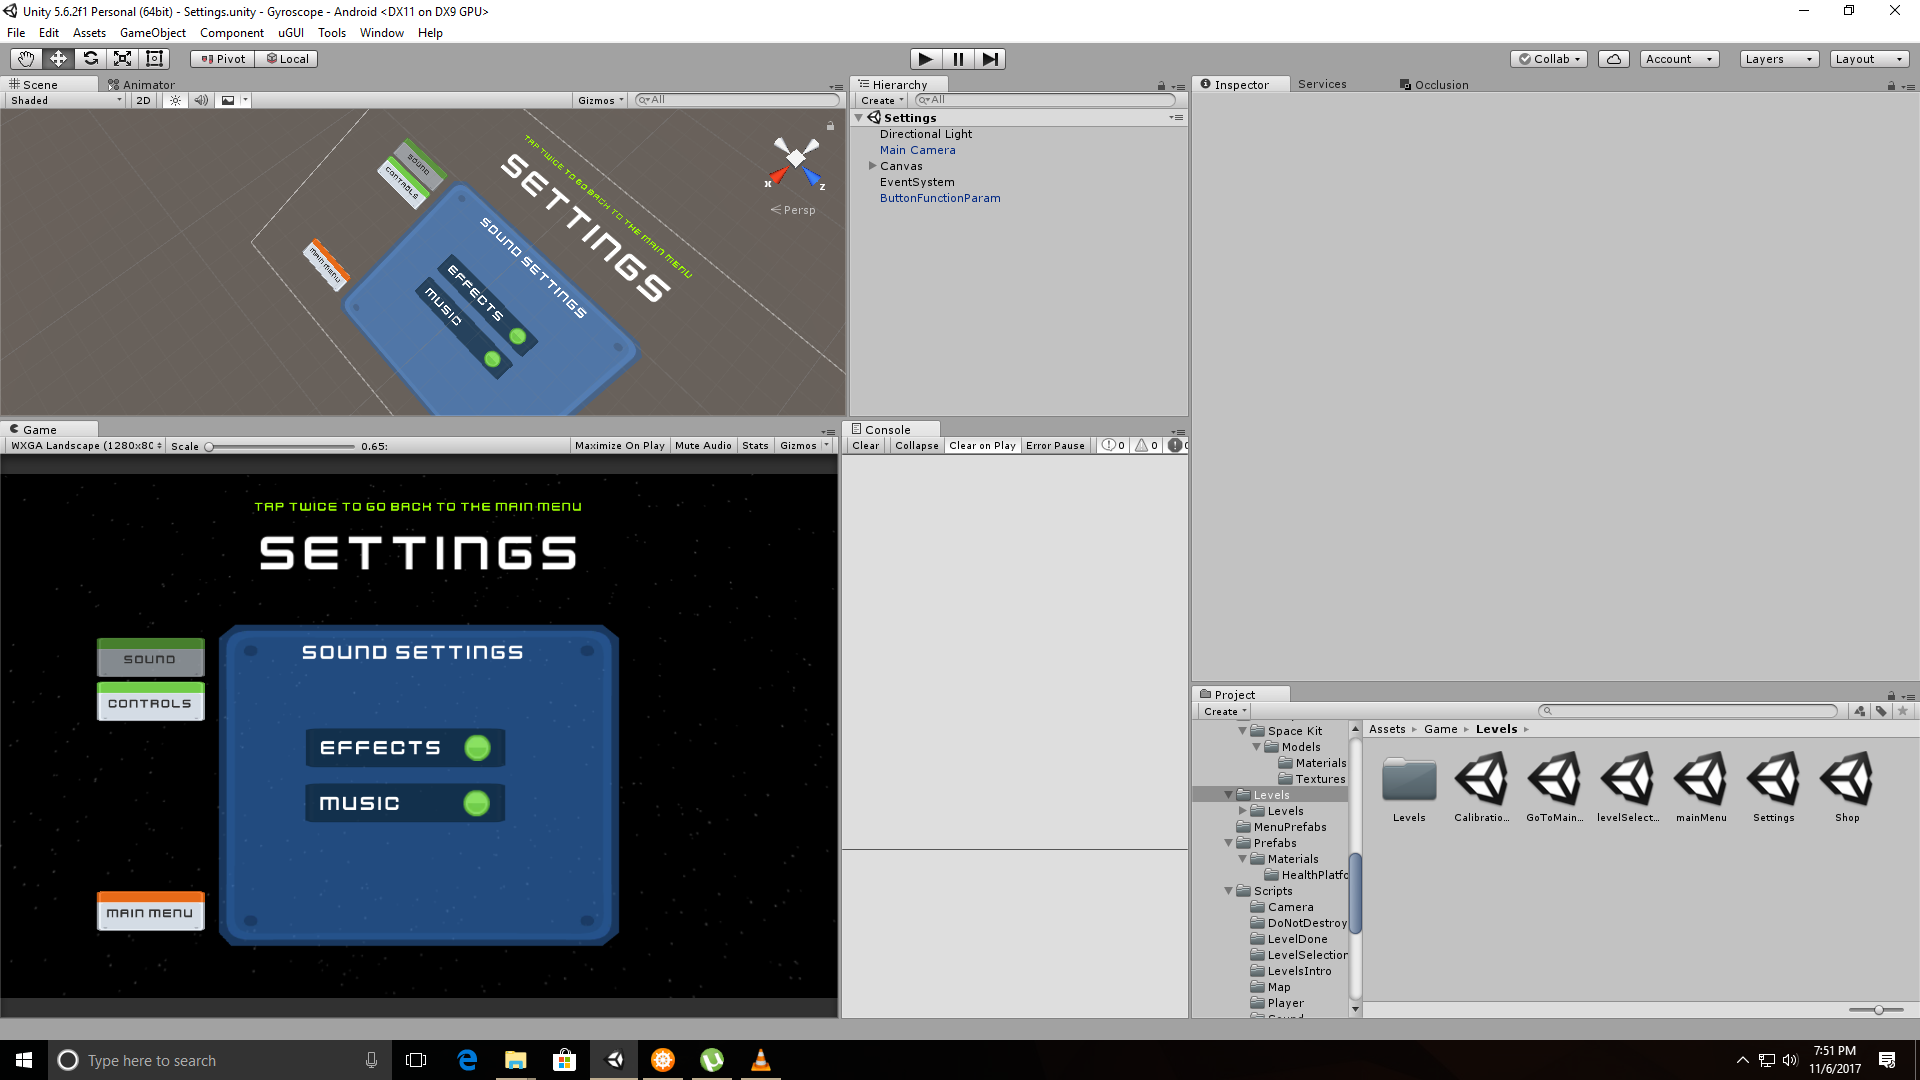 Unity 5.6.2f1 Personal (64bit) - Settings.unity - Gyroscope - Android <DX11 on DX9 GPU>
File Edit Assets GameObject Component uGUI Tools Window Help
Pivot Local
Collab Account Layers Layout
Scene Animator
Shaded 2D Gizmos All
TAP TWICE TO GO BACK TO THE MAIN MENU
SETTINGS
SOUND
CONTROLS
MAIN MENU
SOUND SETTINGS
EFFECTS
MUSIC
X Z
Persp
Hierarchy
Create All
Settings
Directional Light
Main Camera
Canvas
EventSystem
ButtonFunctionParam
Inspector Services Occlusion
Game
WXGA Landscape (1280x80 Scale 0.65: Maximize On Play Mute Audio Stats Gizmos
TAP TWICE TO GO BACK TO THE MAIN MENU
SETTINGS
SOUND
CONTROLS
MAIN MENU
SOUND SETTINGS
EFFECTS
MUSIC
Console
Clear Collapse Clear on Play Error Pause 0 0 0
Project
Create
Space Kit
Models
Materials
Textures
Levels
Levels
MenuPrefabs
Prefabs
Materials
HealthPlatfo
Scripts
Camera
DoNotDestroy
LevelDone
LevelSelection
LevelsIntro
Map
Player
Sound
Assets Game Levels
Levels Calibratio... GoToMain... levelSelect... mainMenu Settings Shop
Type here to search
7:51 PM
11/6/2017